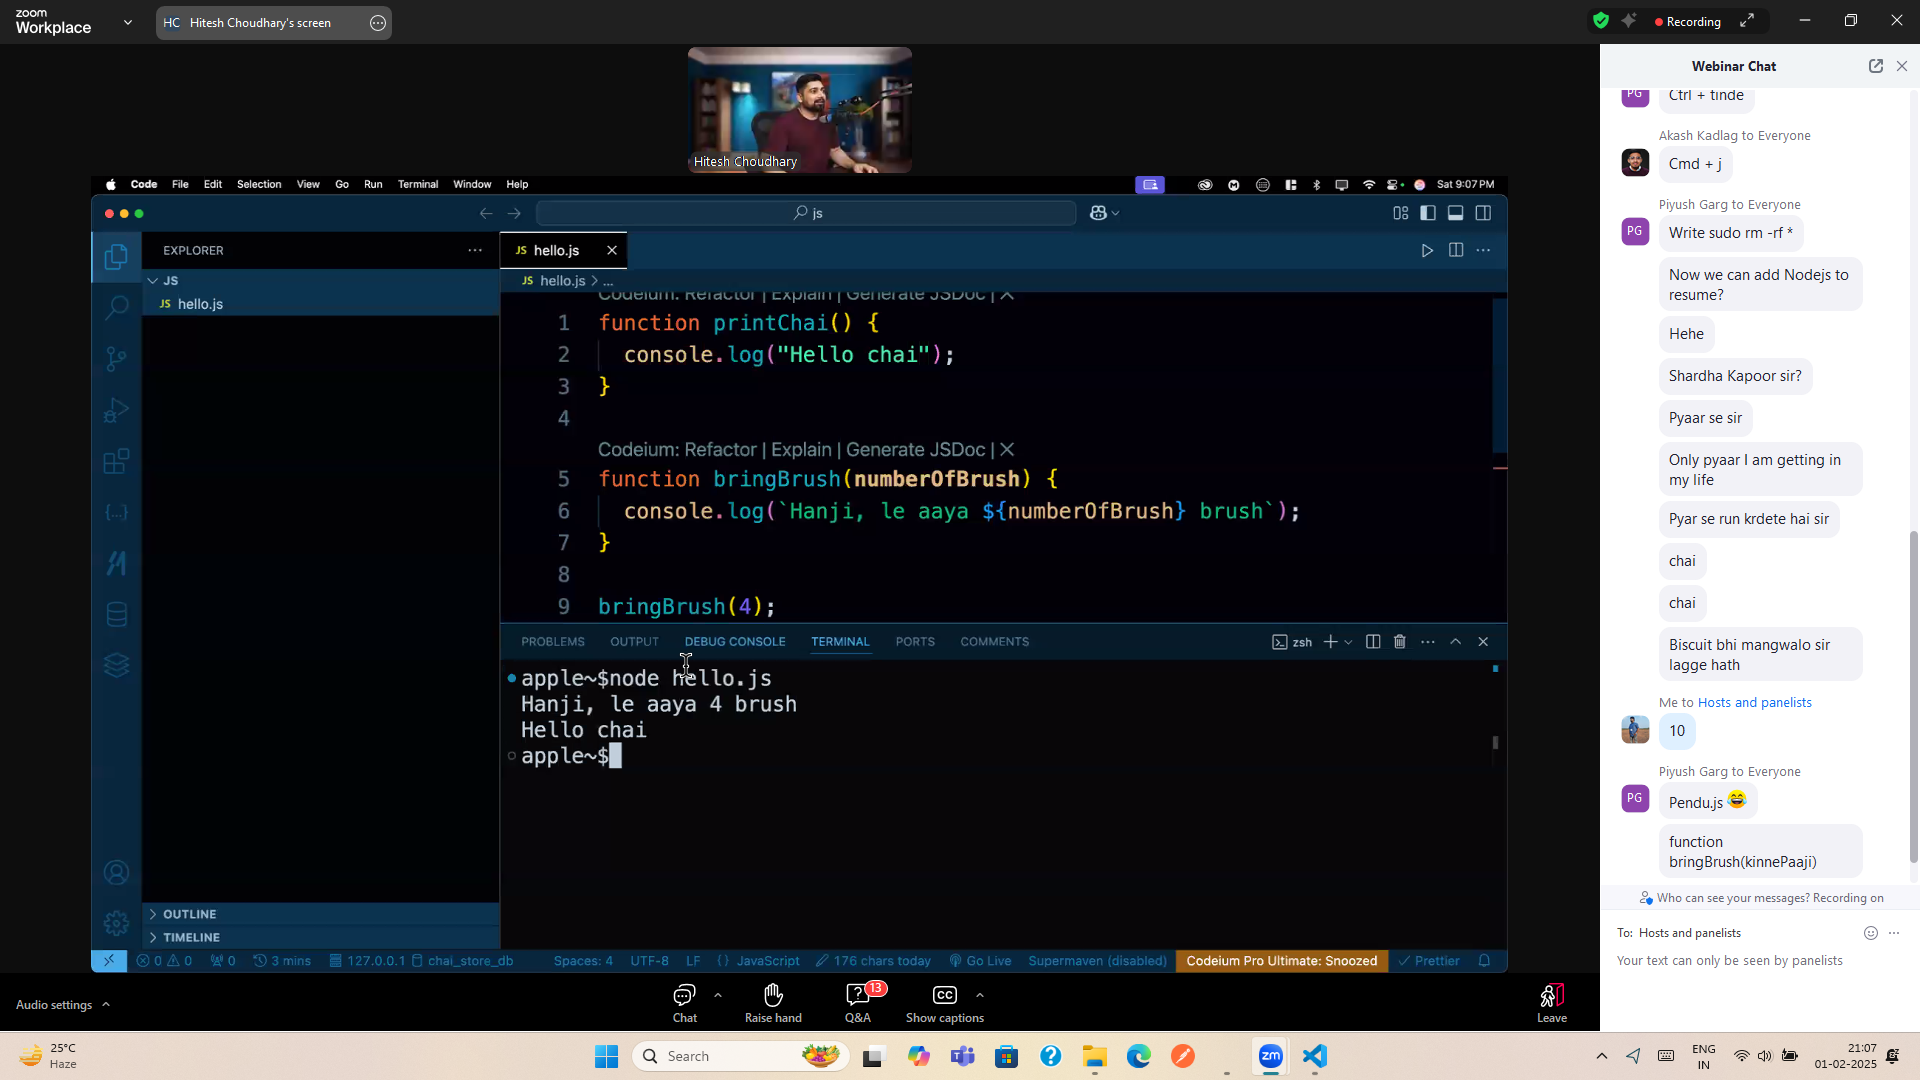 zoom
Workplace
HC Hitesh Choudhary's screen
Recording
Hitesh Choudhary
Code File Edit Selection View Go Run Terminal Window Help
Sat 9:07 PM
js
EXPLORER
JS
JS hello.js
JS hello.js
JS hello.js > ...
Codeium: Refactor | Explain | Generate JSDoc | X
1 function printChai() {
2 console.log("Hello chai");
3 }
4
Codeium: Refactor | Explain | Generate JSDoc | X
5 function bringBrush(numberOfBrush) {
6 console.log(`Hanji, le aaya ${numberOfBrush} brush`);
7 }
8
9 bringBrush(4);
PROBLEMS OUTPUT DEBUG CONSOLE TERMINAL PORTS COMMENTS
zsh
apple~$node hello.js
Hanji, le aaya 4 brush
Hello chai
apple~$
OUTLINE
TIMELINE
0 0 0 3 mins 127.0.0.1 chai_store_db Spaces: 4 UTF-8 LF {} JavaScript 176 chars today Go Live Supermaven (disabled) Codeium Pro Ultimate: Snoozed Prettier
Webinar Chat
PG Ctrl + tinde
Akash Kadlag to Everyone
Cmd + j
Piyush Garg to Everyone
PG Write sudo rm -rf *
Now we can add Nodejs to
resume?
Hehe
Shardha Kapoor sir?
Pyaar se sir
Only pyaar I am getting in
my life
Pyar se run krdete hai sir
chai
chai
Biscuit bhi mangwalo sir
lagge hath
Me to Hosts and panelists
10
Piyush Garg to Everyone
PG Pendu.js 😂
function
bringBrush(kinnePaaji)
Who can see your messages? Recording on
To: Hosts and panelists
Your text can only be seen by panelists
Audio settings
Chat
Raise hand
13
Q&A
CC
Show captions
Leave
25°C
Haze
Search
zm
ENG
IN
21:07
01-02-2025